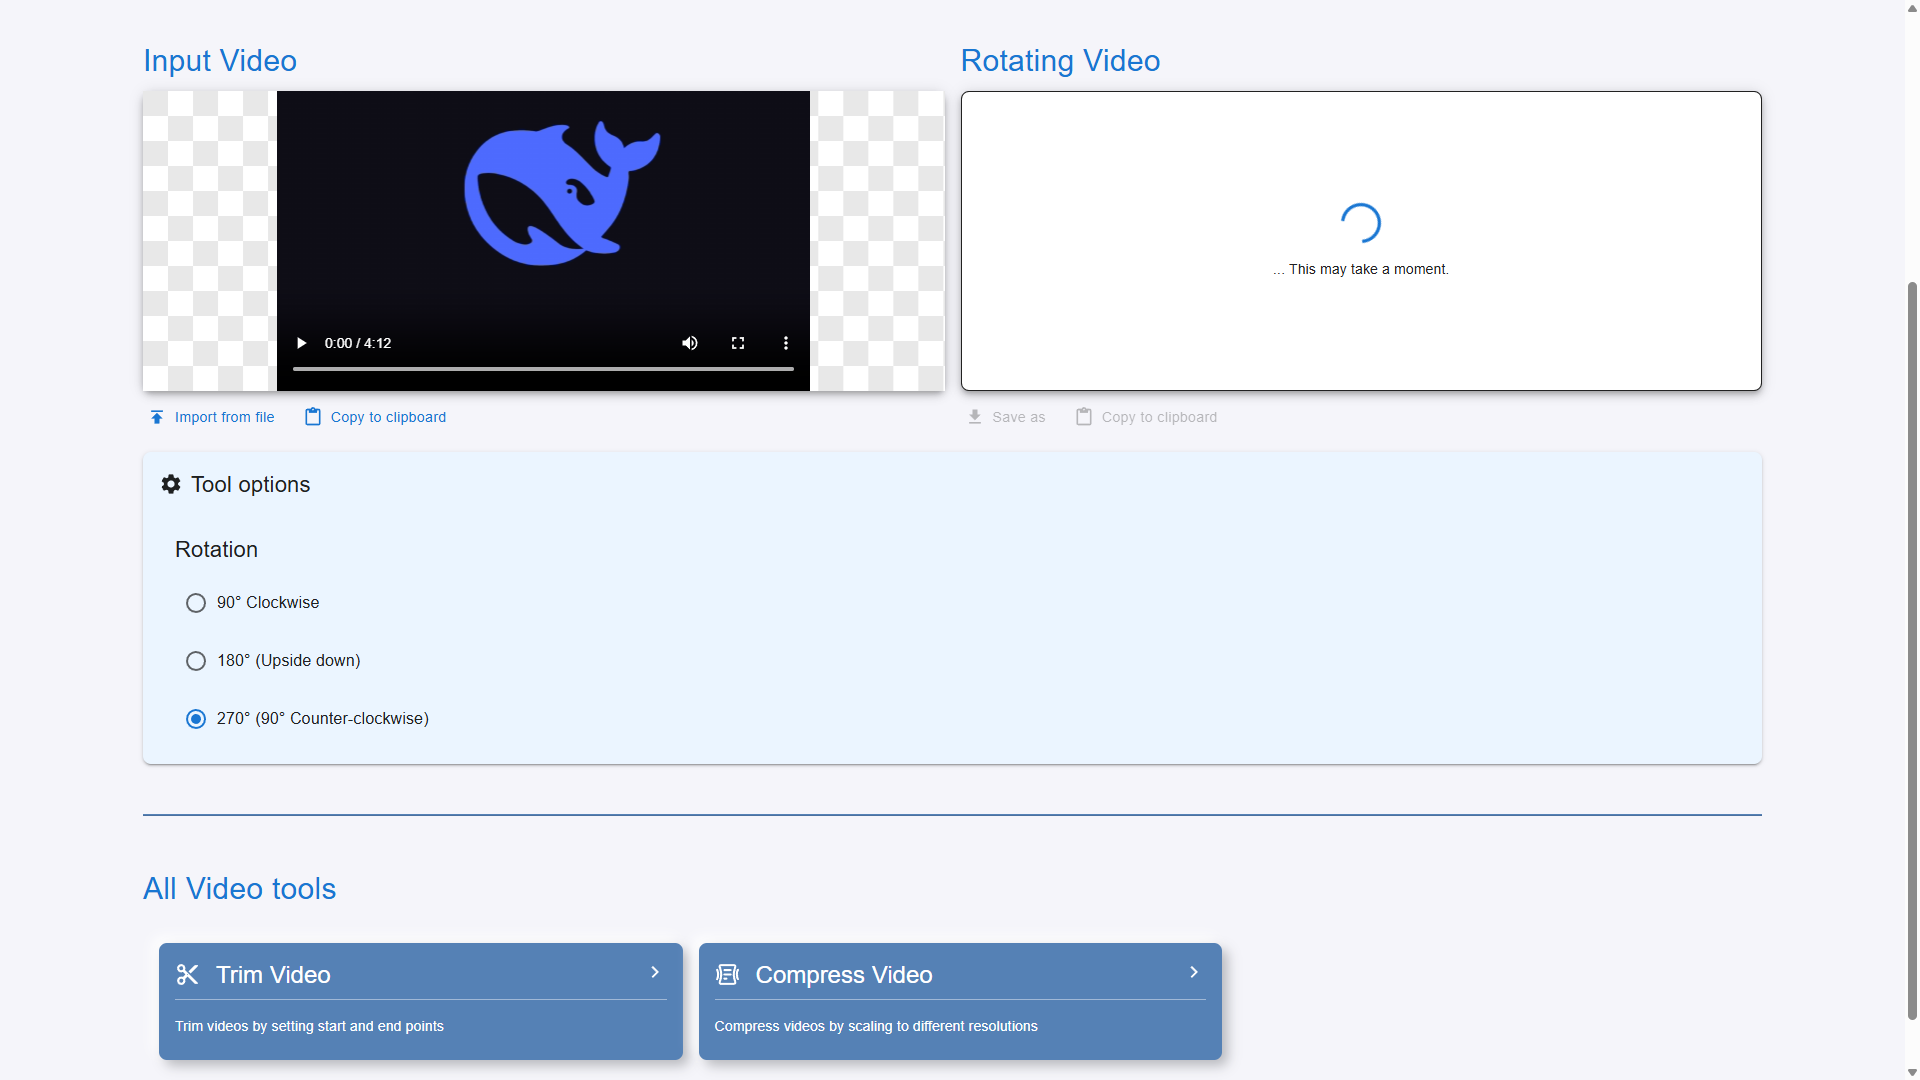 Input Video
Rotating Video
0:00 / 4:12
... This may take a moment.
Import from file
Copy to clipboard
Save as
Copy to clipboard
Tool options
Rotation
90° Clockwise
180° (Upside down)
270° (90° Counter-clockwise)
All Video tools
Trim Video
Trim videos by setting start and end points
Compress Video
Compress videos by scaling to different resolutions